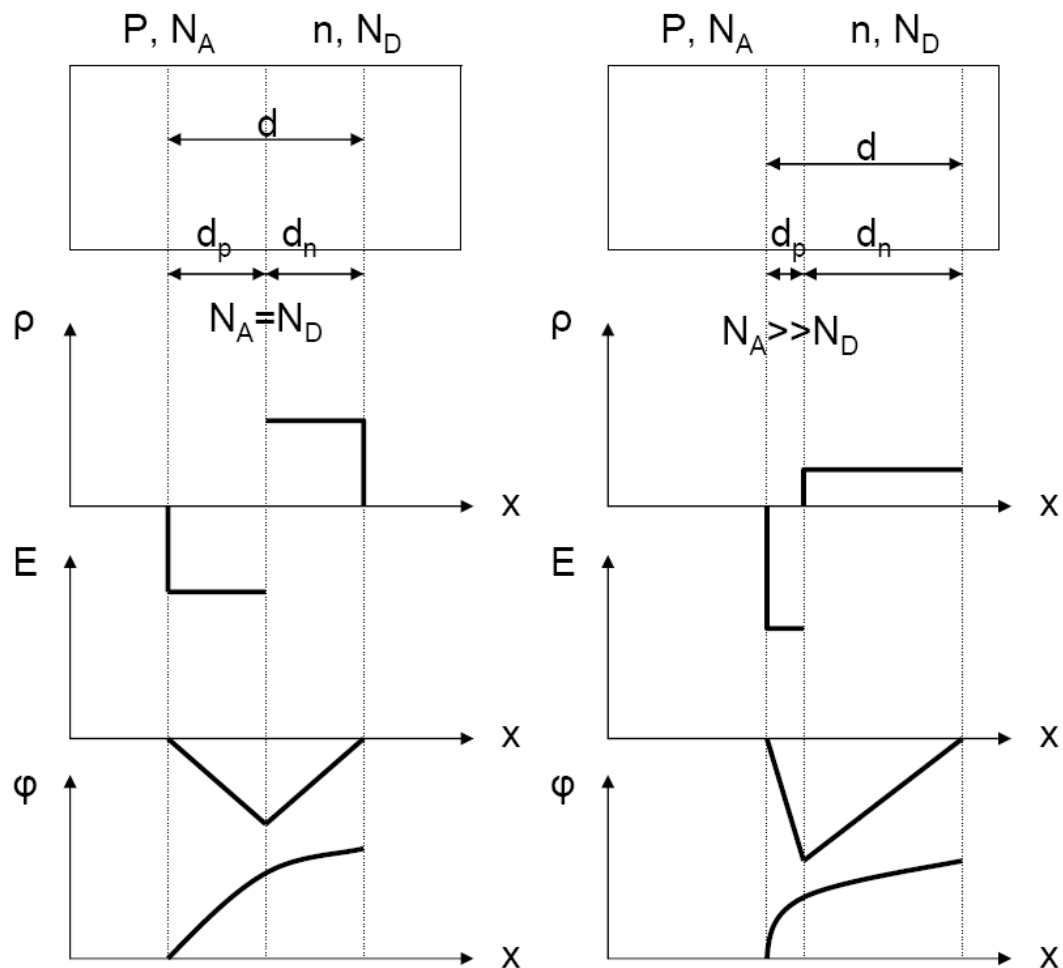 P, N_A n, N_D
d
d_p d_n
N_A=N_D
ρ
x
E
x
φ
x
P, N_A n, N_D
d
d_p d_n
N_A>>N_D
ρ
x
E
x
φ
x